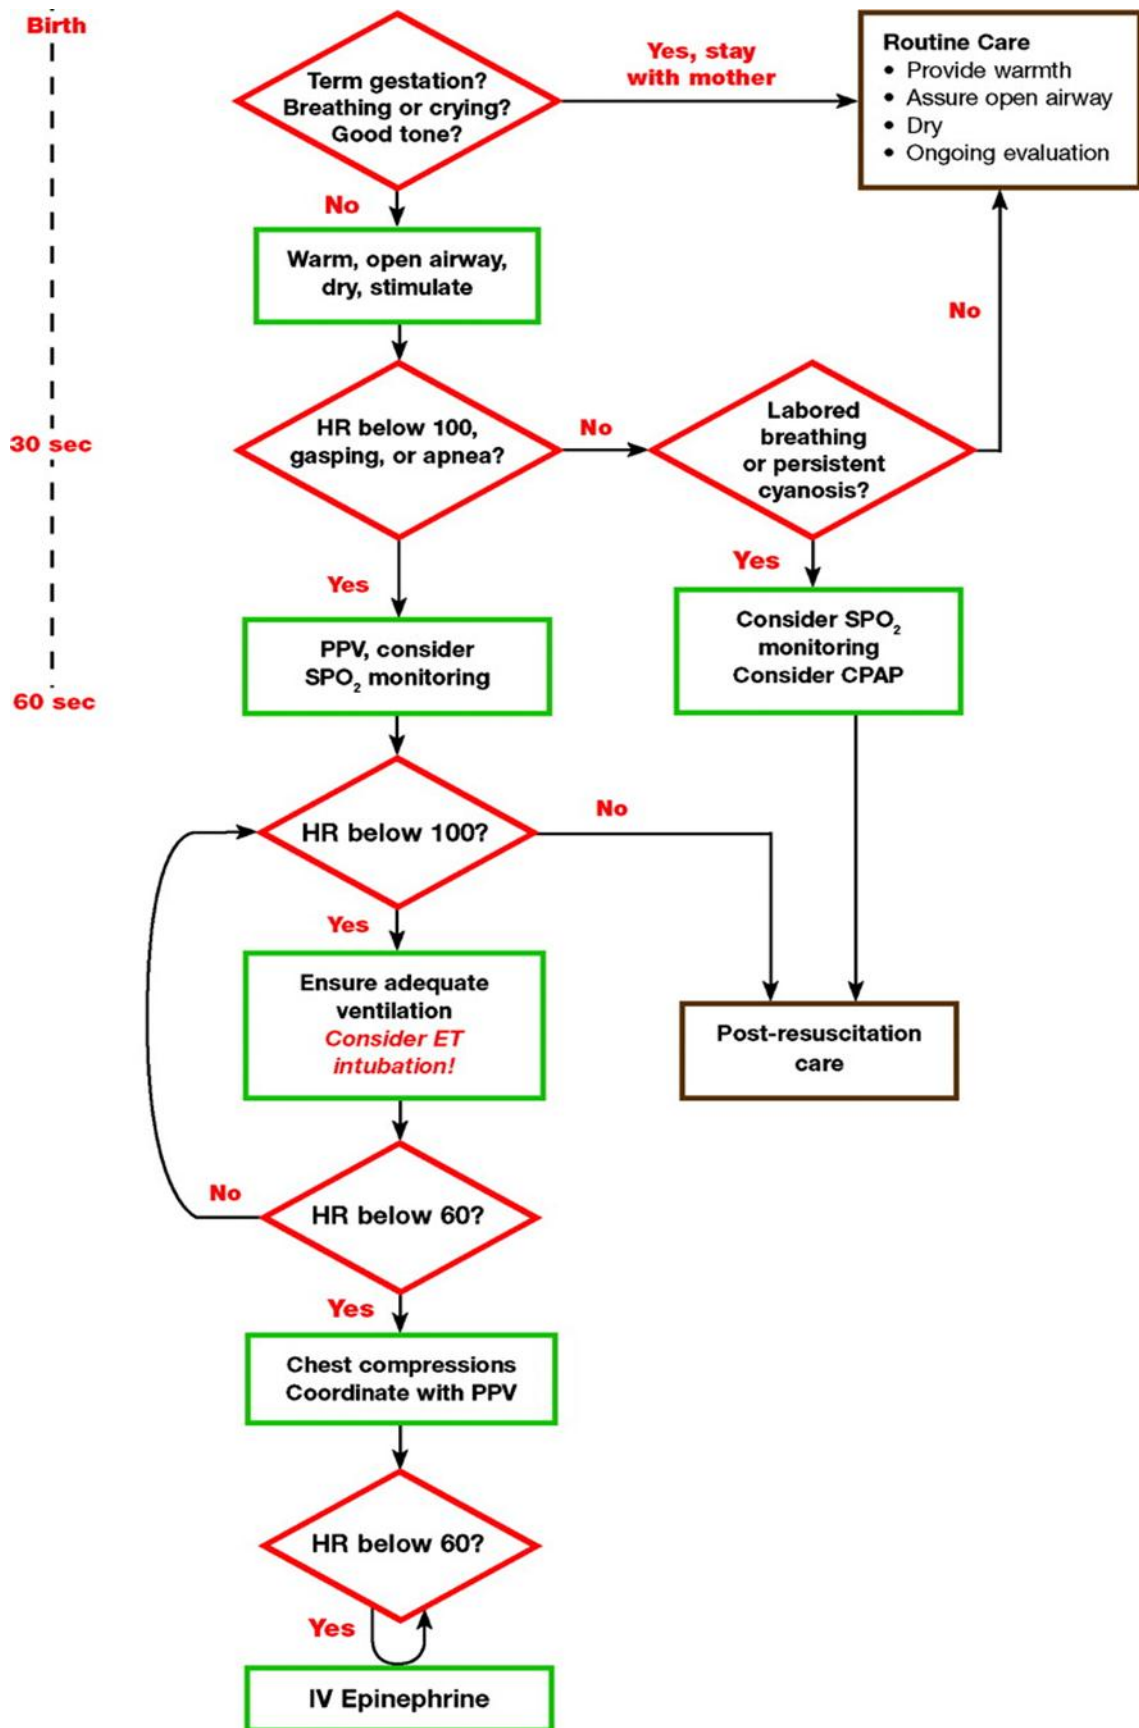 Birth
Term gestation?
Breathing or crying?
Good tone?
Yes, stay
with mother
Routine Care
• Provide warmth
• Assure open airway
• Dry
• Ongoing evaluation
No
Warm, open airway,
dry, stimulate
No
30 sec
HR below 100,
gasping, or apnea?
No
Labored
breathing
or persistent
cyanosis?
Yes
Yes
PPV, consider
SPO₂ monitoring
Consider SPO₂
monitoring
Consider CPAP
60 sec
HR below 100?
No
Yes
Ensure adequate
ventilation
Consider ET
intubation!
Post-resuscitation
care
No
HR below 60?
Yes
Chest compressions
Coordinate with PPV
HR below 60?
Yes
IV Epinephrine